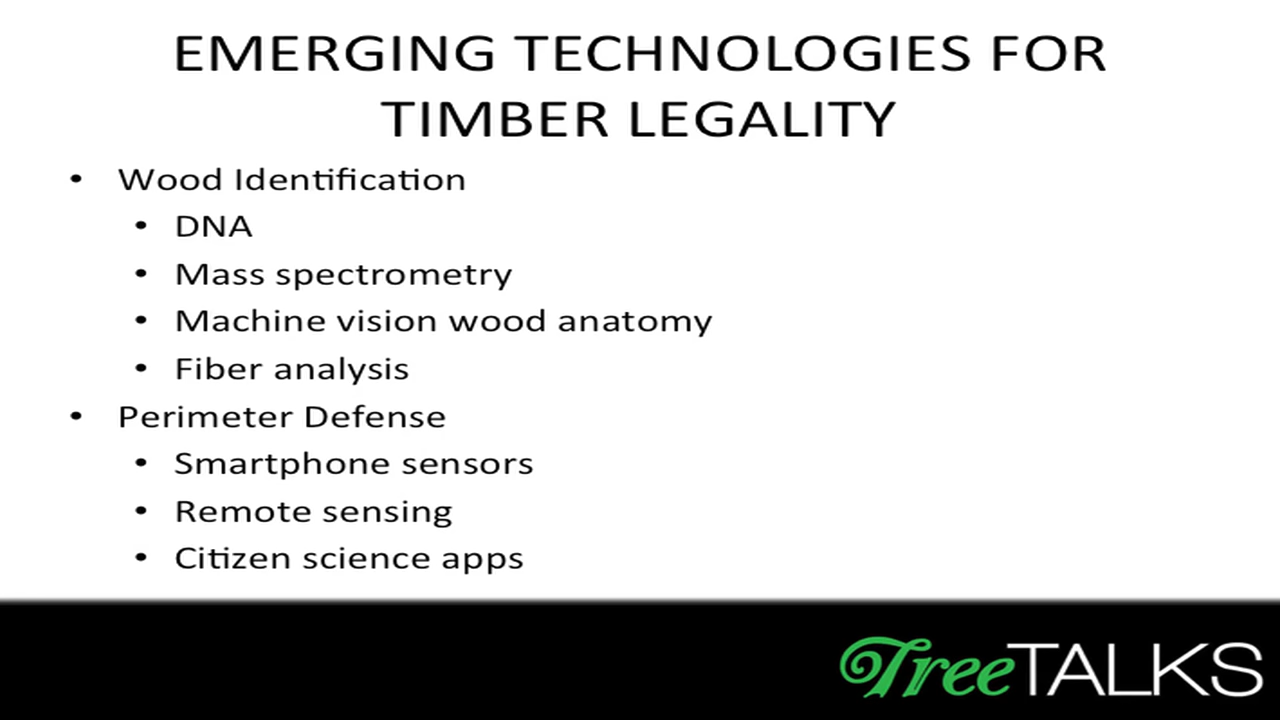 EMERGING TECHNOLOGIES FOR
TIMBER LEGALITY
• Wood Identification
• DNA
• Mass spectrometry
• Machine vision wood anatomy
• Fiber analysis
• Perimeter Defense
• Smartphone sensors
• Remote sensing
• Citizen science apps
TreeTALKS